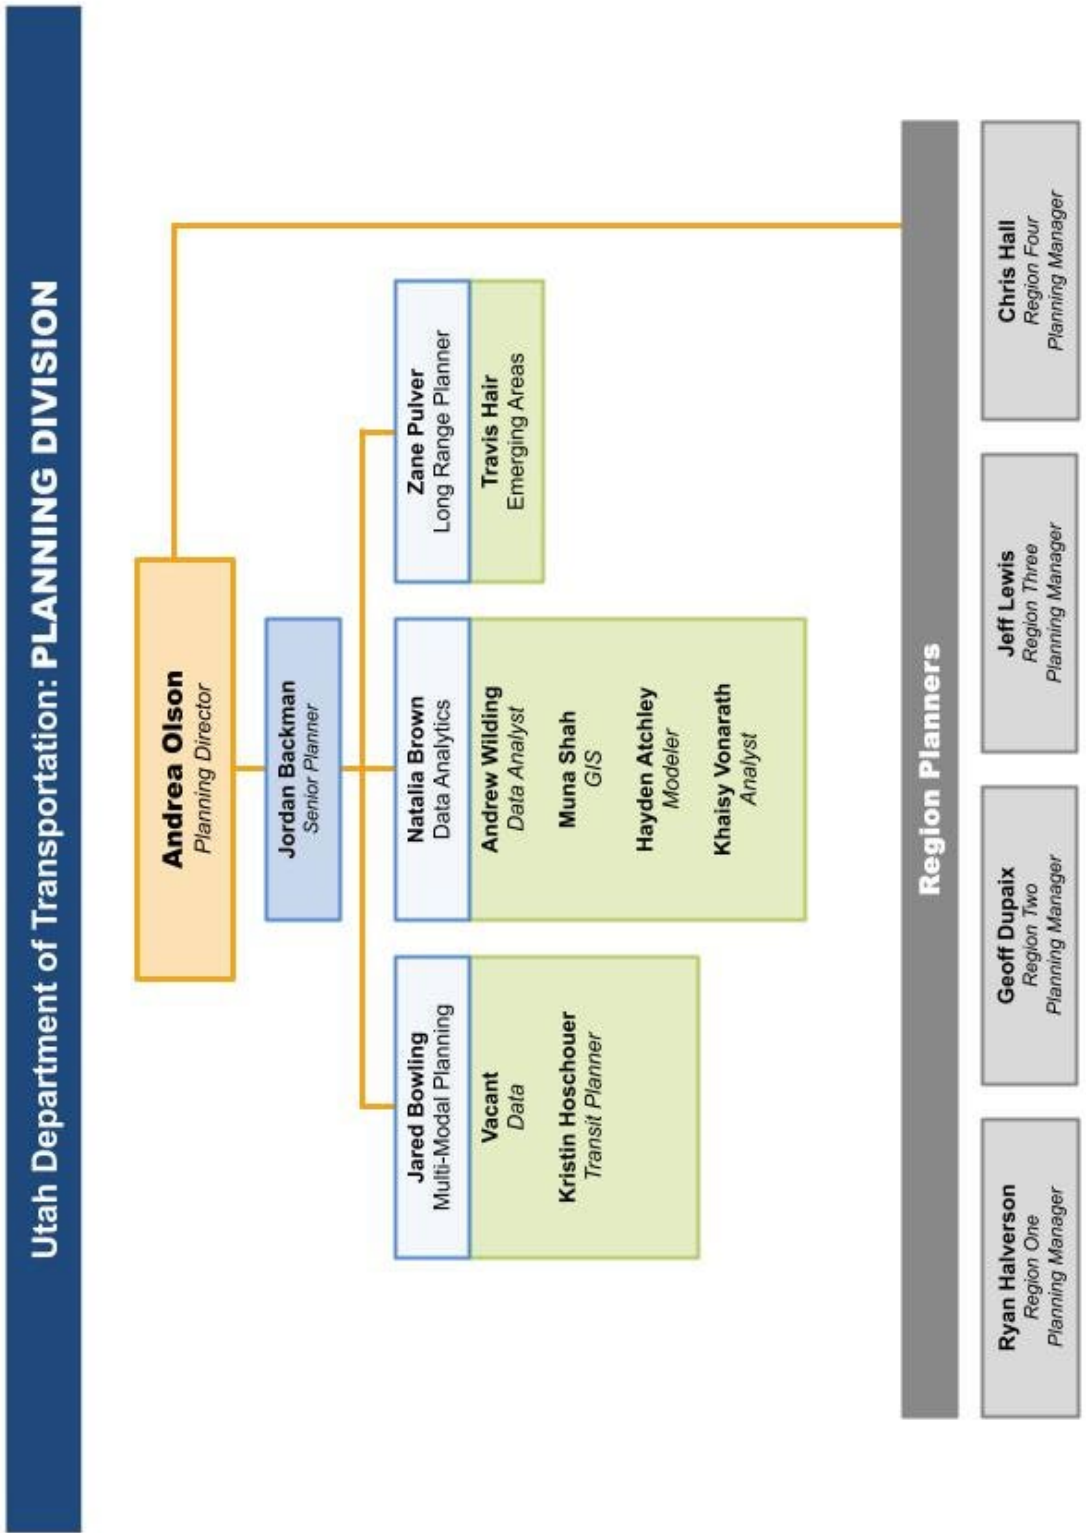 Utah Department of Transportation: PLANNING DIVISION
Andrea Olson
Planning Director
Jordan Backman
Senior Planner
Jared Bowling
Multi-Modal Planning
Vacant
Data
Kristin Hoschouer
Transit Planner
Natalia Brown
Data Analytics
Andrew Wilding
Data Analyst
Muna Shah
GIS
Hayden Atchley
Modeler
Khaisy Vonarath
Analyst
Zane Pulver
Long Range Planner
Travis Hair
Emerging Areas
Region Planners
Ryan Halverson
Region One
Planning Manager
Geoff Dupaix
Region Two
Planning Manager
Jeff Lewis
Region Three
Planning Manager
Chris Hall
Region Four
Planning Manager